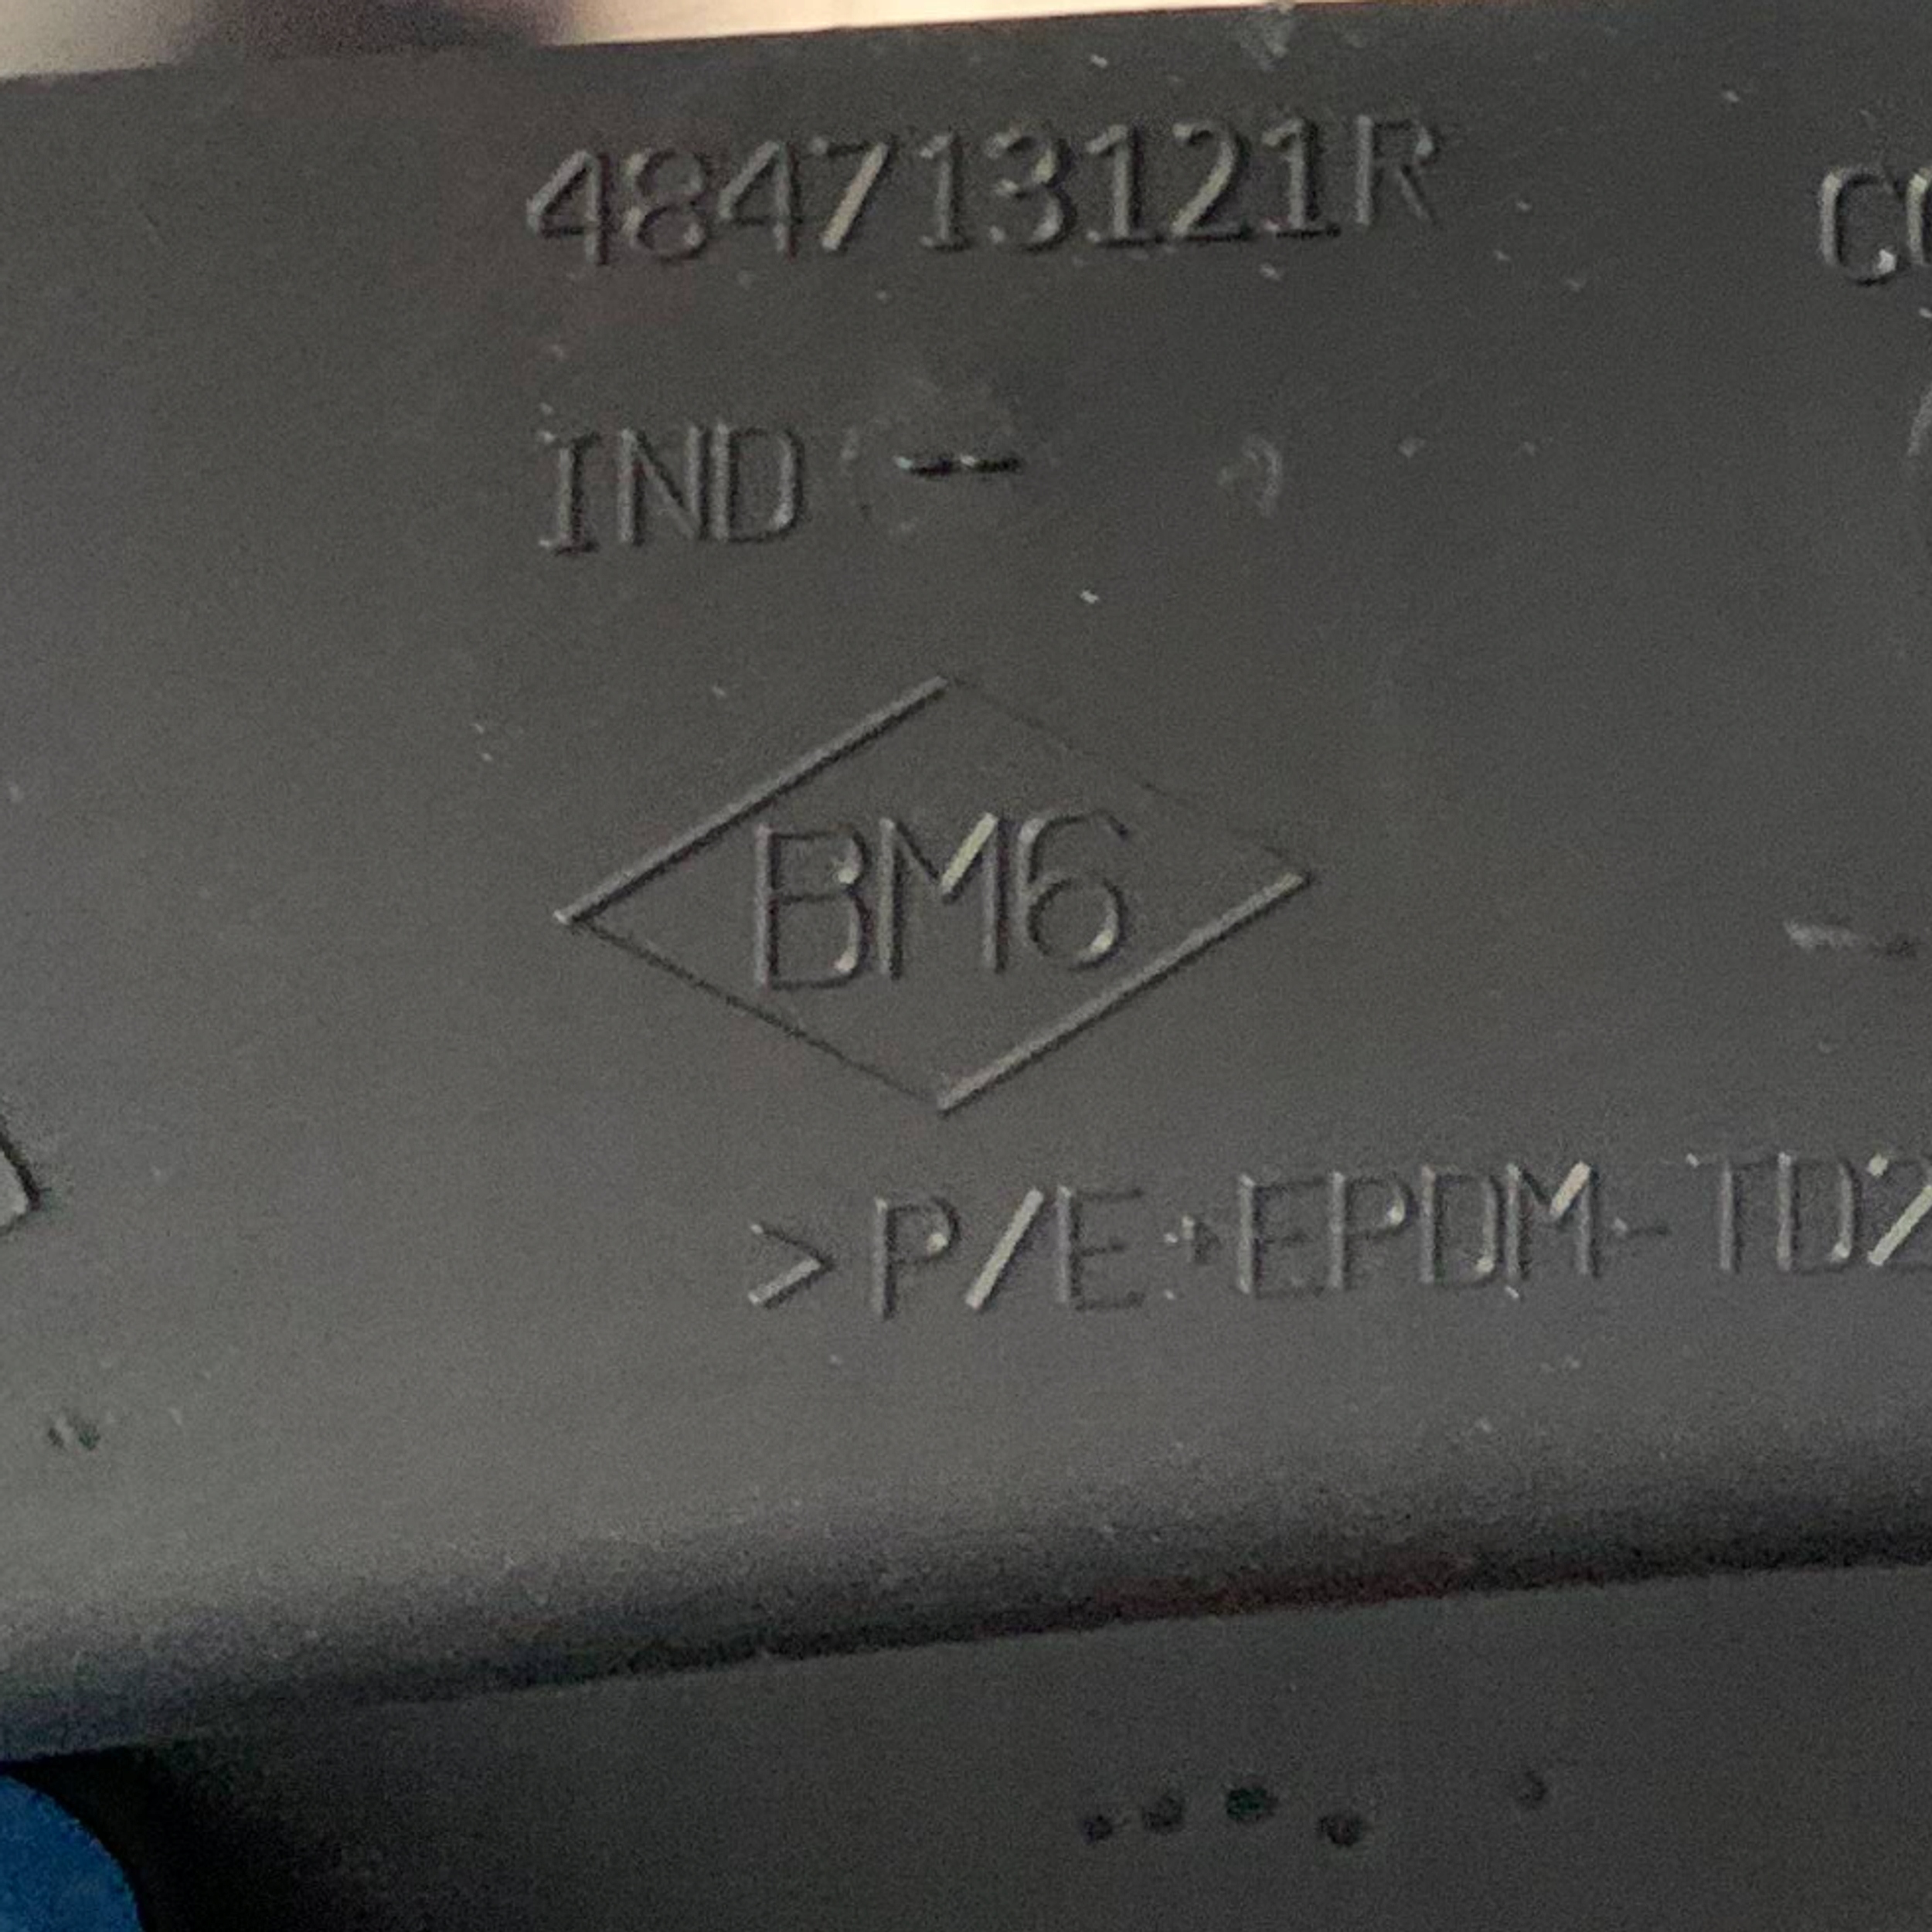 484713121R
IND --
BM6
>P/E+EPDM-TD